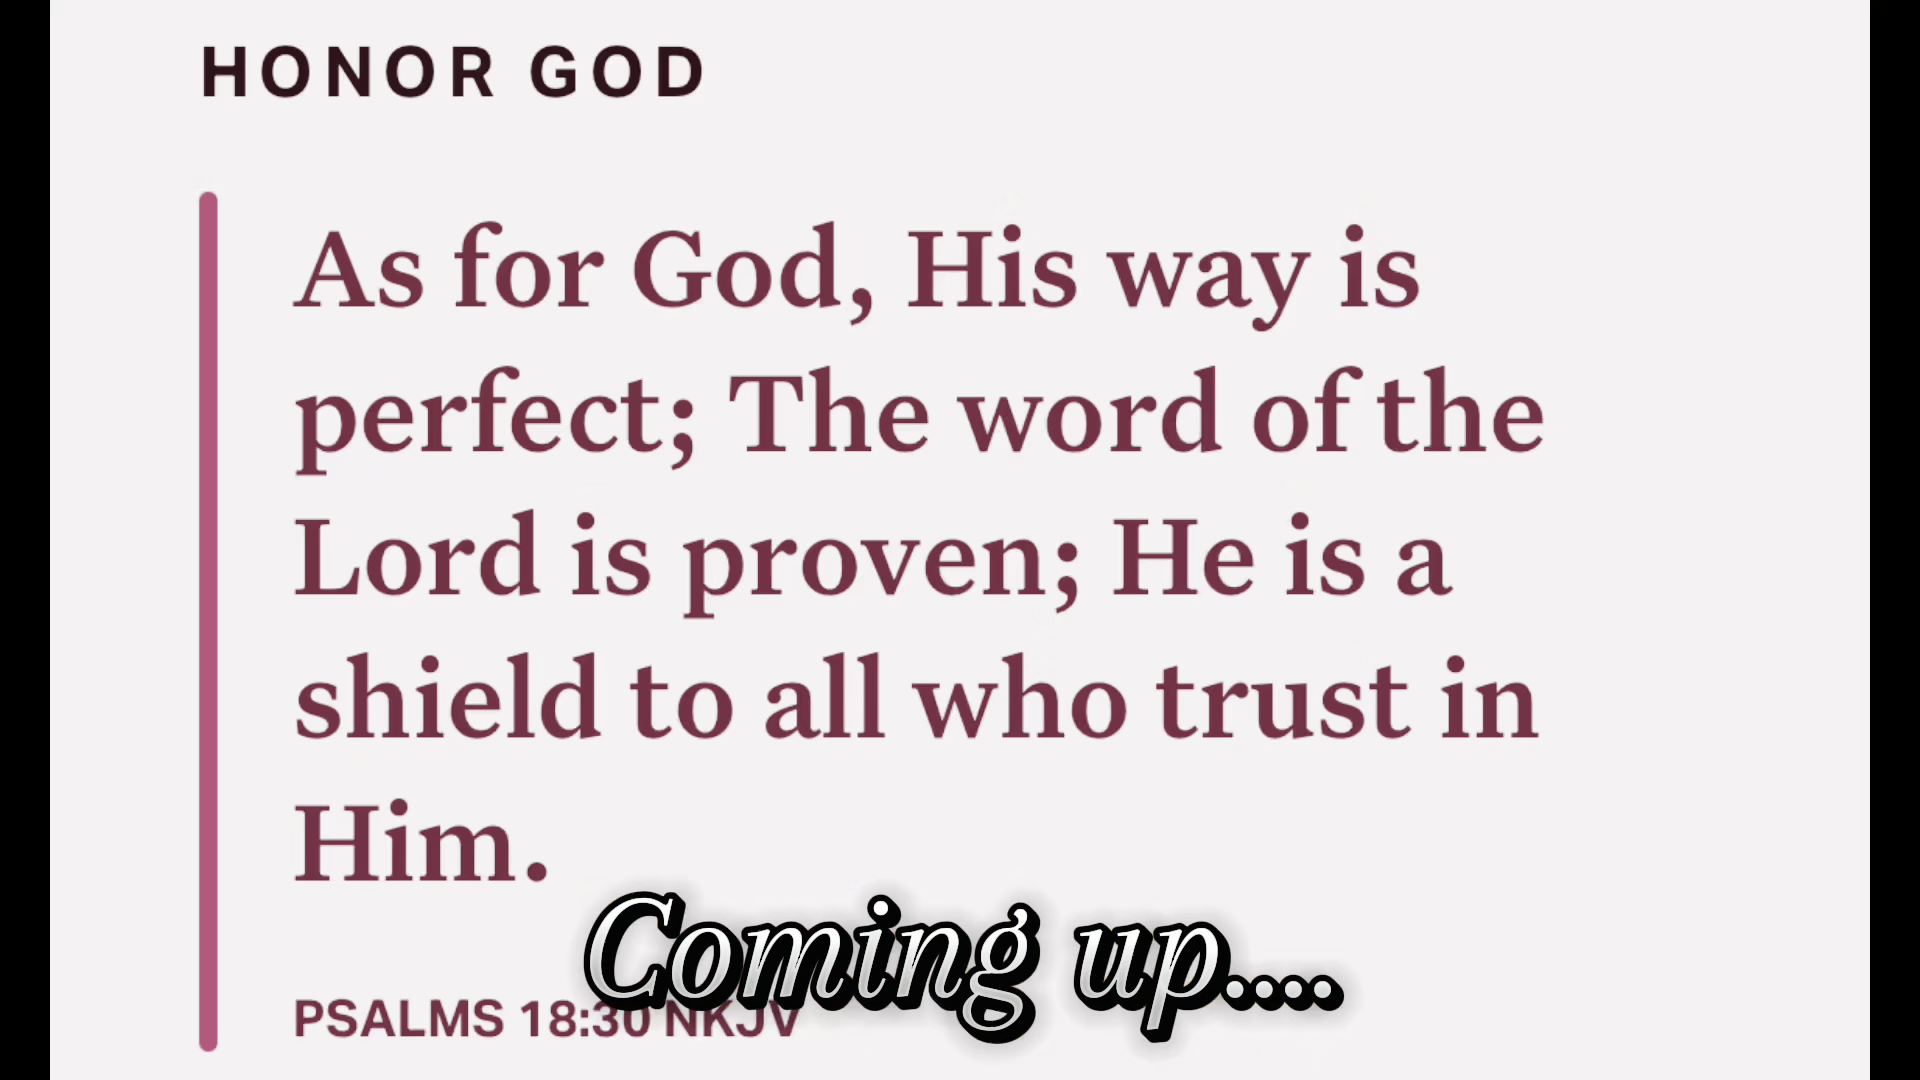 HONOR GOD
As for God, His way is
perfect; The word of the
Lord is proven; He is a
shield to all who trust in
Him.
Coming up....
PSALMS 18:30 NKJV